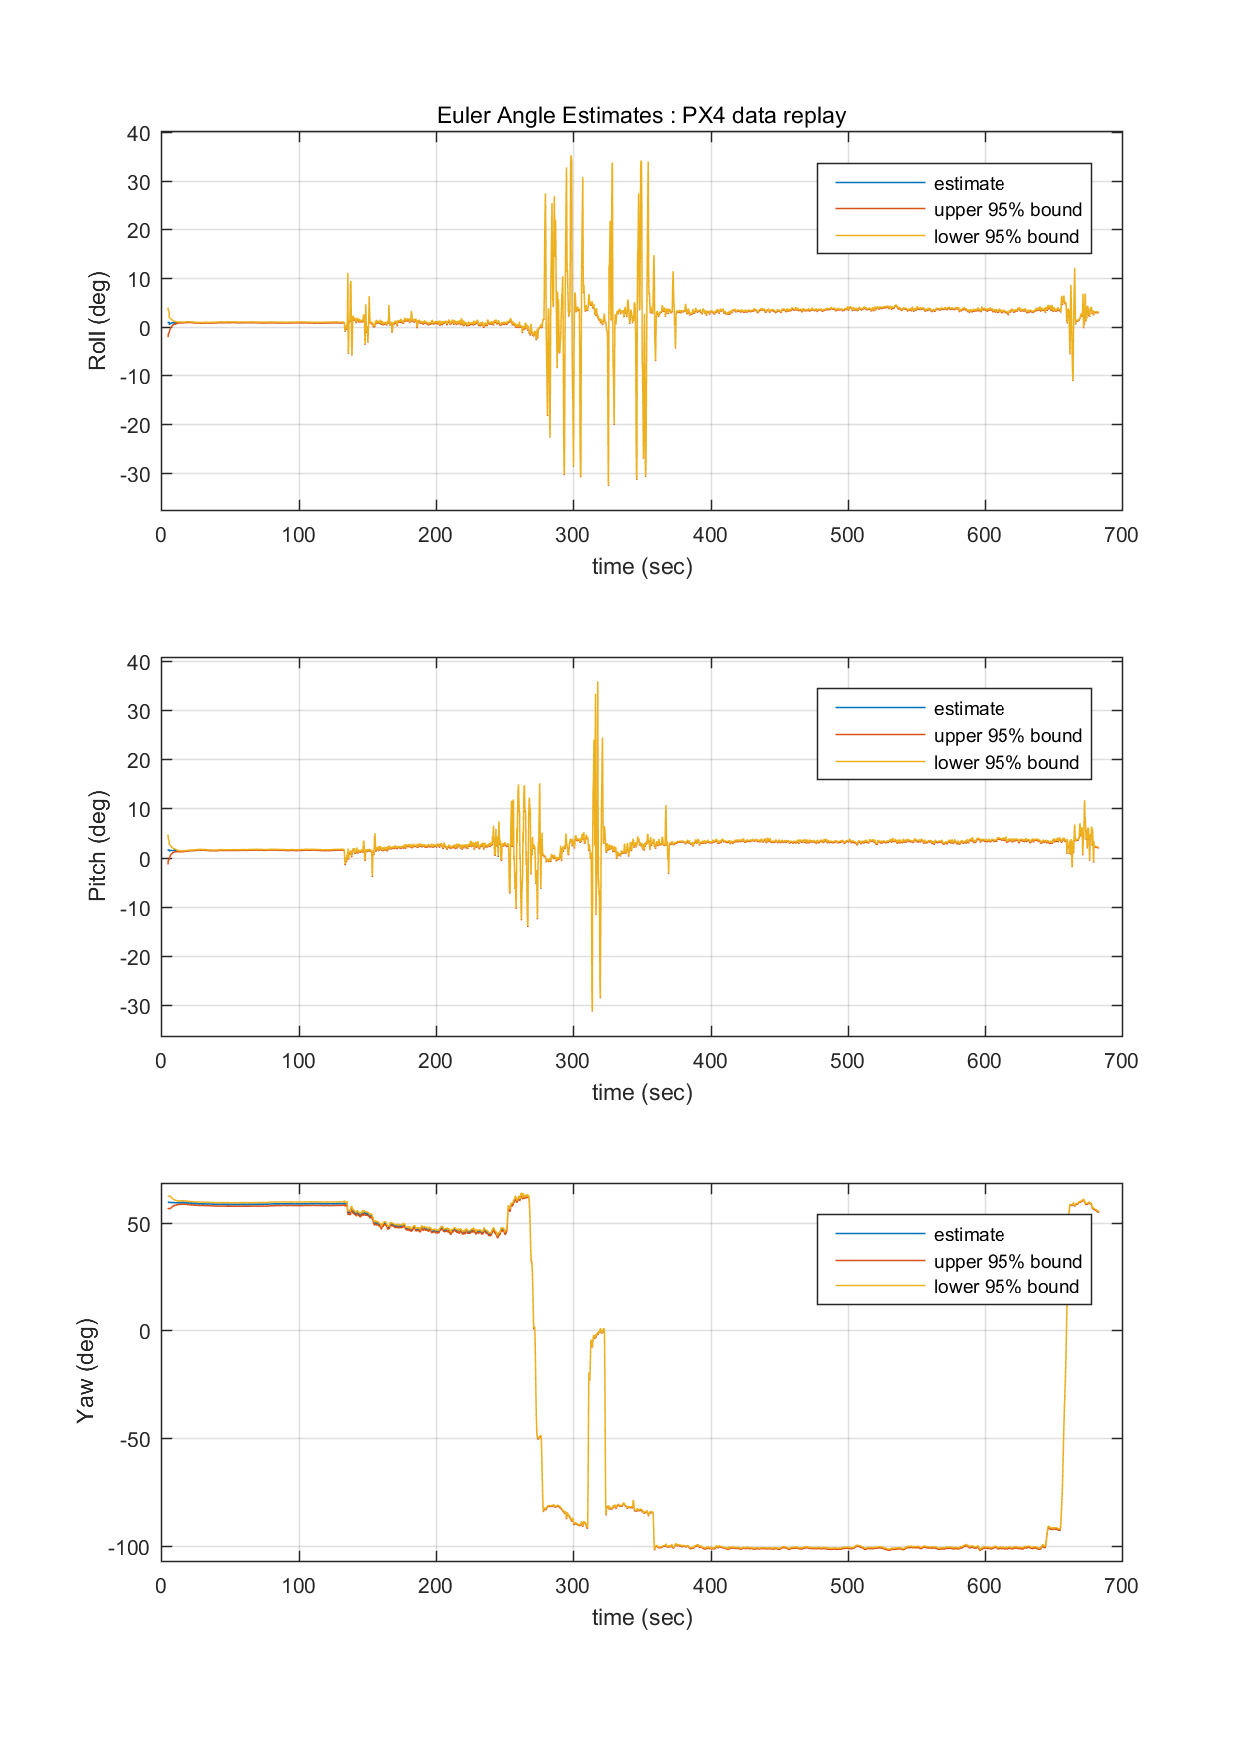 Euler Angle Estimates : PX4 data replay
40
30
20
10
0
-10
-20
-30
Roll (deg)
estimate
upper 95% bound
lower 95% bound
0 100 200 300 400 500 600 700
time (sec)
40
30
20
10
0
-10
-20
-30
Pitch (deg)
estimate
upper 95% bound
lower 95% bound
0 100 200 300 400 500 600 700
time (sec)
50
0
-50
-100
Yaw (deg)
estimate
upper 95% bound
lower 95% bound
0 100 200 300 400 500 600 700
time (sec)